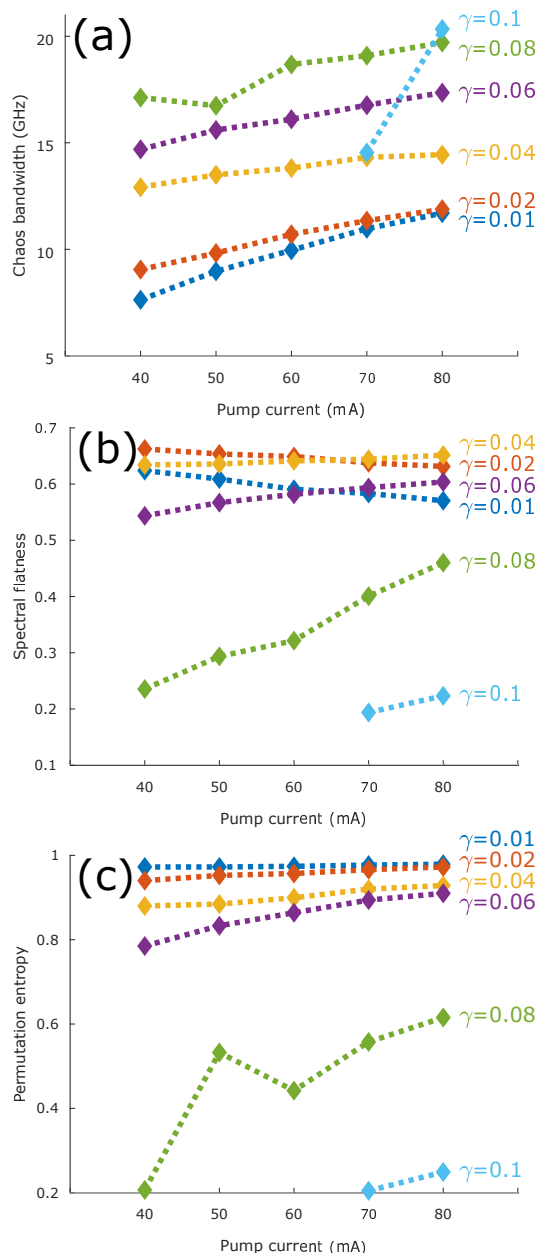 (a)
20
15
10
5
Chaos bandwidth (GHz)
γ=0.1
γ=0.08
γ=0.06
γ=0.04
γ=0.02
γ=0.01
40 50 60 70 80
Pump current (mA)
(b)
0.7
0.6
0.5
0.4
0.3
0.2
0.1
Spectral flatness
γ=0.04
γ=0.02
γ=0.06
γ=0.01
γ=0.08
γ=0.1
40 50 60 70 80
Pump current (mA)
(c)
1
0.8
0.6
0.4
0.2
Permutation entropy
γ=0.01
γ=0.02
γ=0.04
γ=0.06
γ=0.08
γ=0.1
40 50 60 70 80
Pump current (mA)